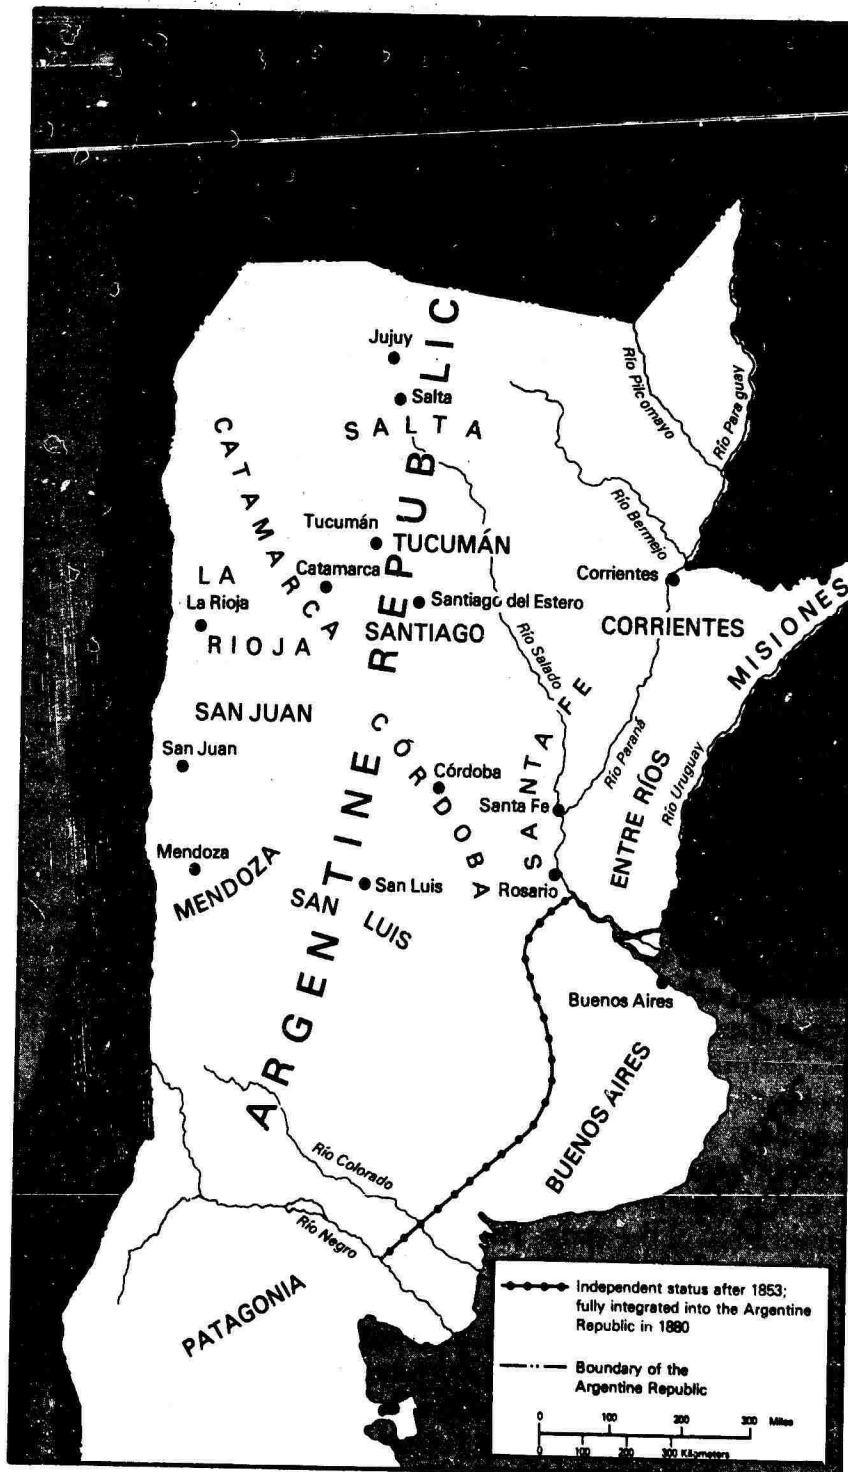 Jujuy
Salta
SALTA
CATAMARCA
Río Pilcomayo
Río Paraguay
Río Bermejo
Tucumán
TUCUMÁN
LA
La Rioja
RIOJA
Catamarca
Santiago del Estero
SANTIAGO
Corrientes
CORRIENTES
MISIONES
Río Salado
ARGENTINE REPUBLIC
SAN JUAN
San Juan
CÓRDOBA
Córdoba
SANTA FE
Santa Fe
Río Paraná
ENTRE RÍOS
Río Uruguay
Mendoza
MENDOZA
San Luis
SAN
LUIS
Rosario
Buenos Aires
BUENOS AIRES
Río Colorado
Río Negro
PATAGONIA
Independent status after 1853;
fully integrated into the Argentine
Republic in 1880
Boundary of the
Argentine Republic
0 100 200 300 Miles
0 100 200 300 Kilometers